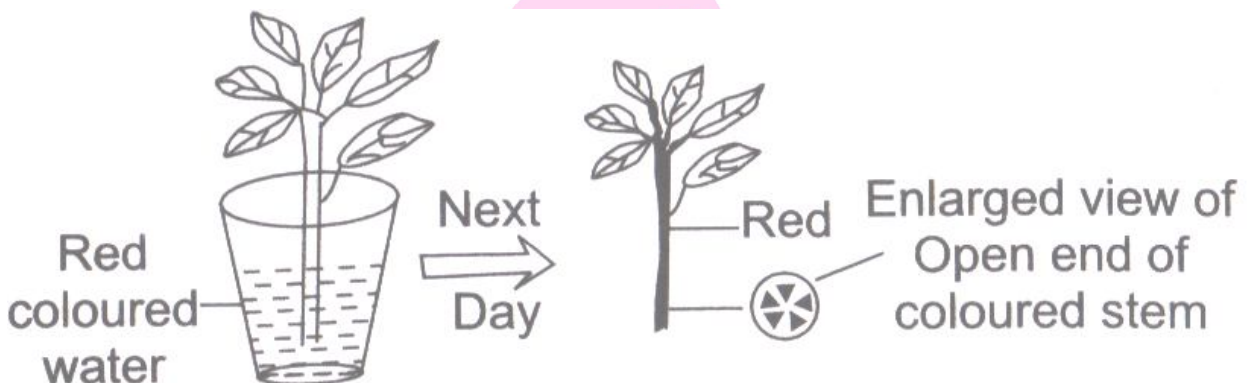 Red
coloured
water
Next
Day
Red
Enlarged view of
Open end of
coloured stem